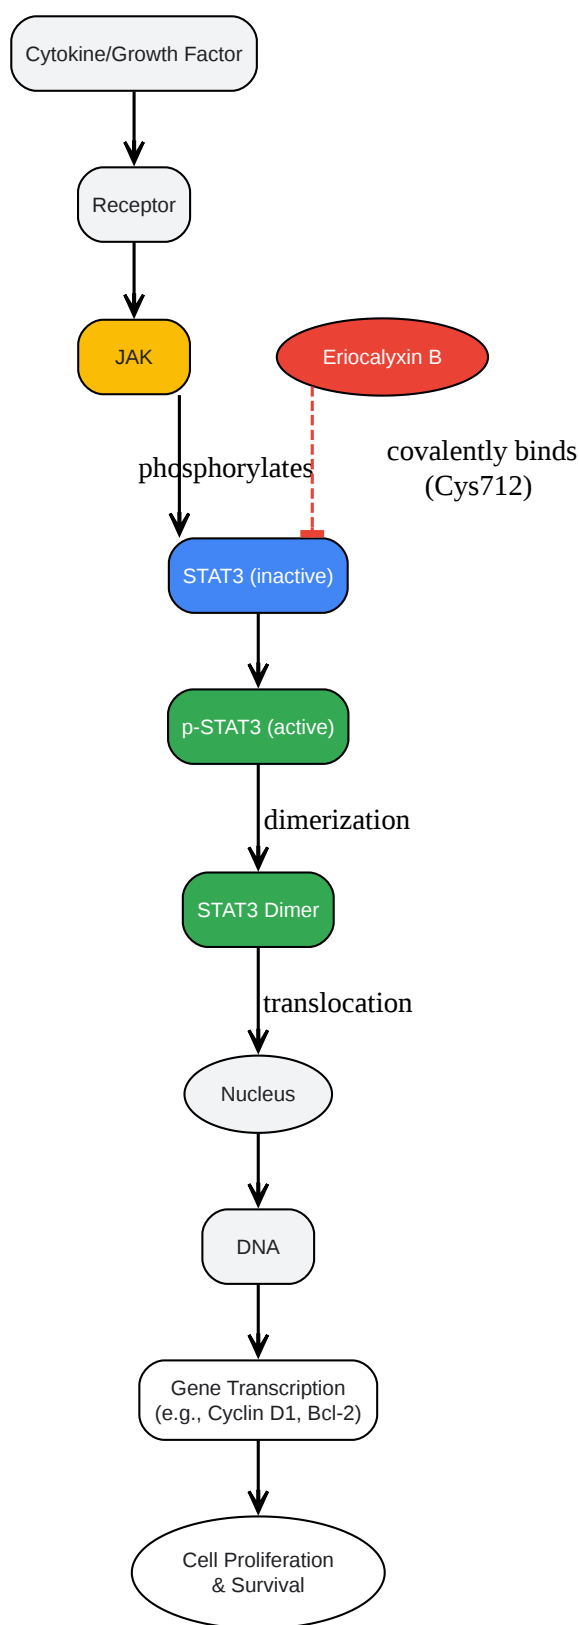 Cytokine/Growth Factor
Receptor
JAK
Eriocalyxin B
phosphorylates
covalently binds
(Cys712)
STAT3 (inactive)
p-STAT3 (active)
dimerization
STAT3 Dimer
translocation
Nucleus
DNA
Gene Transcription
(e.g., Cyclin D1, Bcl-2)
Cell Proliferation
& Survival